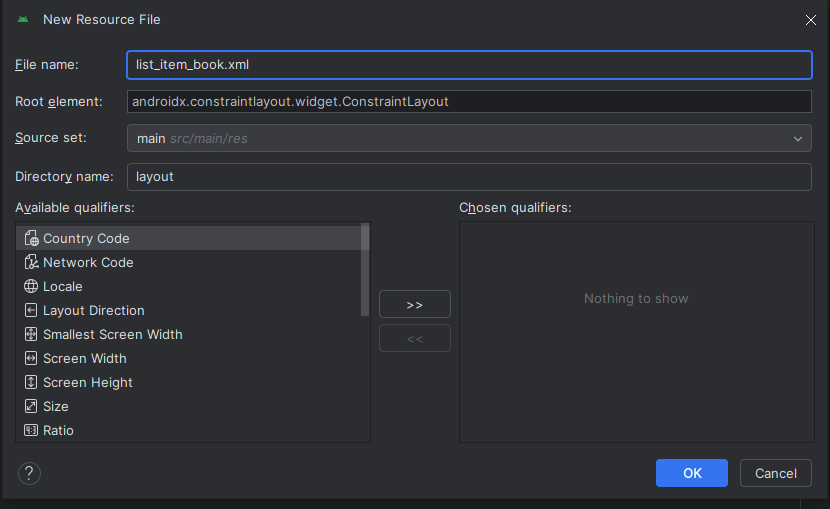 New Resource File
File name: list_item_book.xml
Root element: androidx.constraintlayout.widget.ConstraintLayout
Source set: main src/main/res
Directory name: layout
Available qualifiers:
Chosen qualifiers:
Country Code
Network Code
Locale
Layout Direction
Smallest Screen Width
Screen Width
Screen Height
Size
Ratio
>>
<<
Nothing to show
?
OK
Cancel